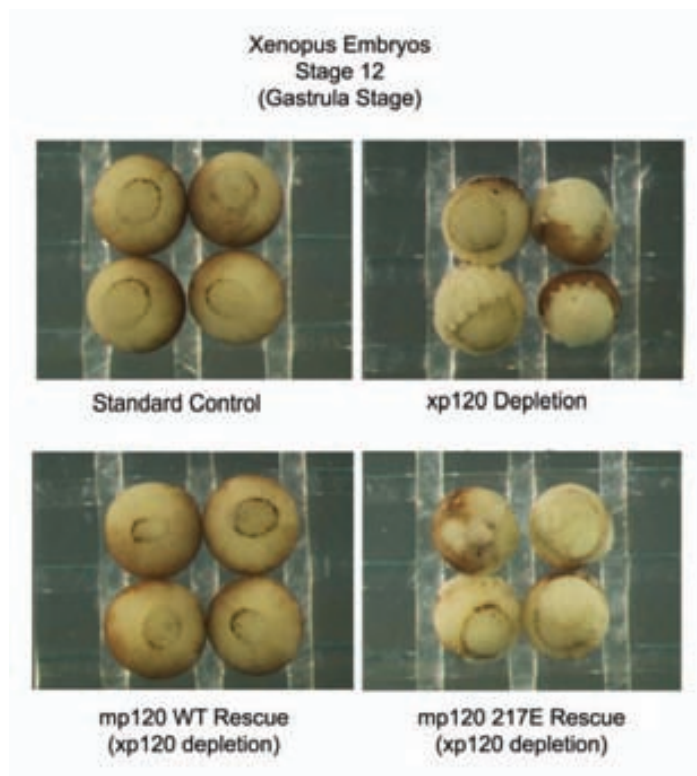 Xenopus Embryos
Stage 12
(Gastrula Stage)
Standard Control
xp120 Depletion
mp120 WT Rescue
(xp120 depletion)
mp120 217E Rescue
(xp120 depletion)